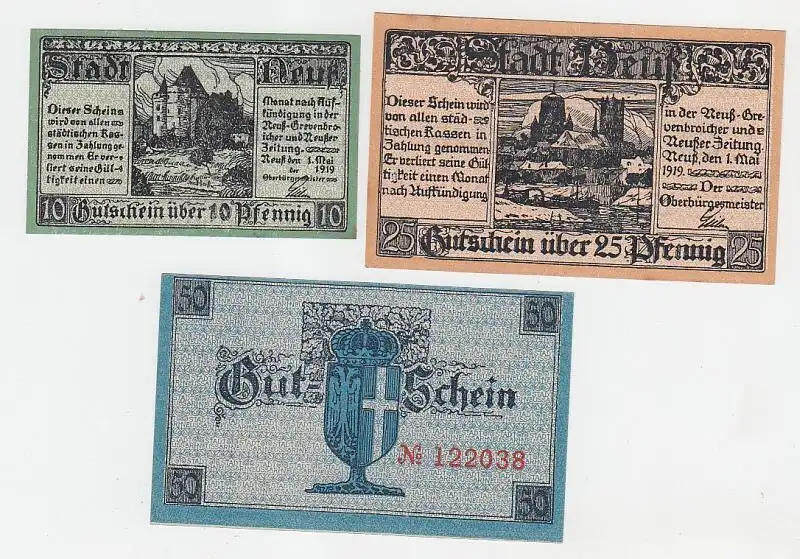 Stadt Neuß
Dieser Schein
wird von allen
städtischen Kas=
sen in Zahlung ge=
nommen Er ver=
liert seine Gül=
tigkeit einen
Monat nach Auf=
kündigung in der
Neuß-Grevenbroi=
cher und Neußer
Zeitung.
Neuß den 1. Mai
1919
der
Oberbürgermeister
10 Gutschein über 10 Pfennig 10
Stadt Neuß
Dieser Schein wird
von allen städ=
tischen Kassen in
Zahlung genommen
Er verliert seine Gül=
tigkeit einen Monat
nach Aufkündigung
in der Neuß-Gre=
venbroicher und
Neußer Zeitung.
Neuß, den 1. Mai
1919.
Der
Oberbürgesmeister
25 Gutschein über 25 Pfennig 25
50 50
Gut= Schein
№ 122038
50 50